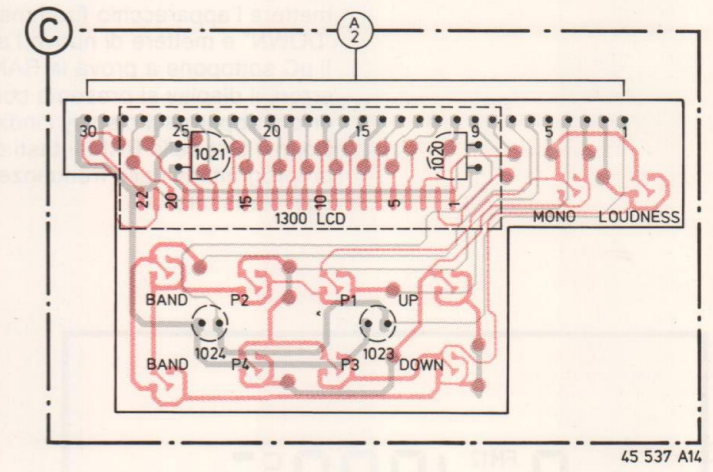 C
A
2
30 25 20 15 9 5 1
1021 1020
22 20 15 10 5 1
1300 LCD MONO LOUDNESS
BAND P2 P1 UP
1024 1023
BAND P4 P3 DOWN
45 537 A14